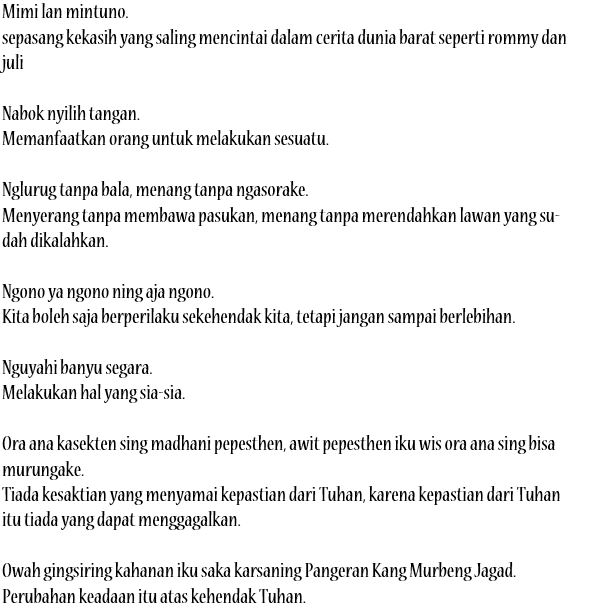 Mimi lan mintuno.
sepasang kekasih yang saling mencintai dalam cerita dunia barat seperti rommy dan
juli
Nabok nyilih tangan.
Memanfaatkan orang untuk melakukan sesuatu.
Nglurug tanpa bala, menang tanpa ngasorake.
Menyerang tanpa membawa pasukan, menang tanpa merendahkan lawan yang su-
dah dikalahkan.
Ngono ya ngono ning aja ngono.
Kita boleh saja berperilaku sekehendak kita, tetapi jangan sampai berlebihan.
Nguyahi banyu segara.
Melakukan hal yang sia-sia.
Ora ana kasekten sing madhani pepesthen, awit pepesthen iku wis ora ana sing bisa
murungake.
Tiada kesaktian yang menyamai kepastian dari Tuhan, karena kepastian dari Tuhan
itu tiada yang dapat menggagalkan.
Owah gingsiring kahanan iku saka karsaning Pangeran Kang Murbeng Jagad.
Perubahan keadaan itu atas kehendak Tuhan.